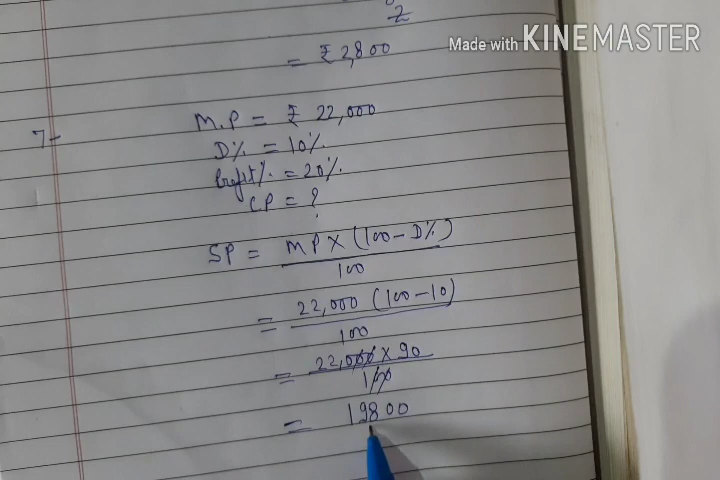 2
Made with KINEMASTER
= ₹ 2,800
7-
M.P = ₹ 22,000
D% = 10%
Profit% = 20%
CP = ?
SP = MP X (100 - D%)
100
= 22,000 (100 - 10)
100
= 22,000 X 90
100
= 19800